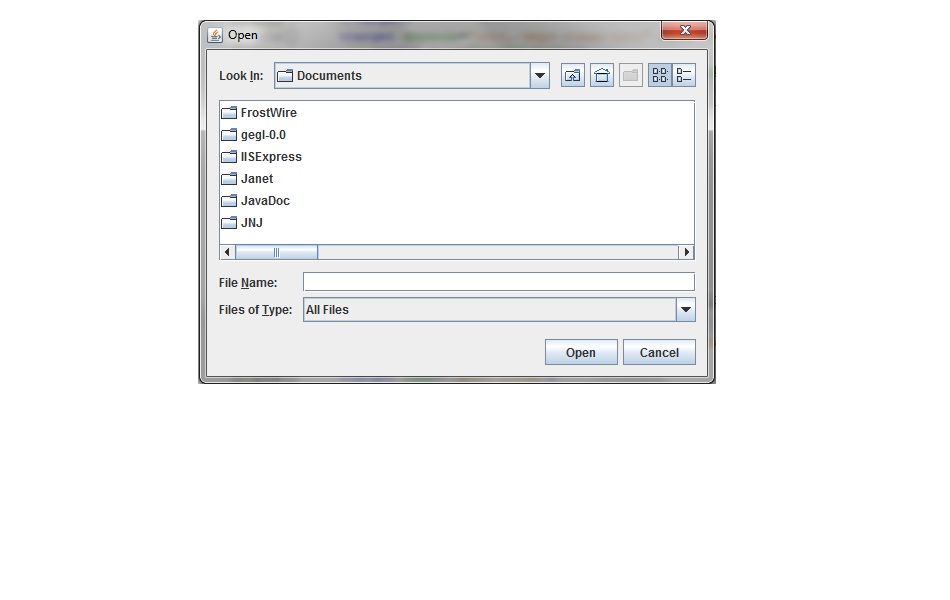 Open
Look In: Documents
FrostWire
gegl-0.0
IISExpress
Janet
JavaDoc
JNJ
File Name:
Files of Type: All Files
Open Cancel